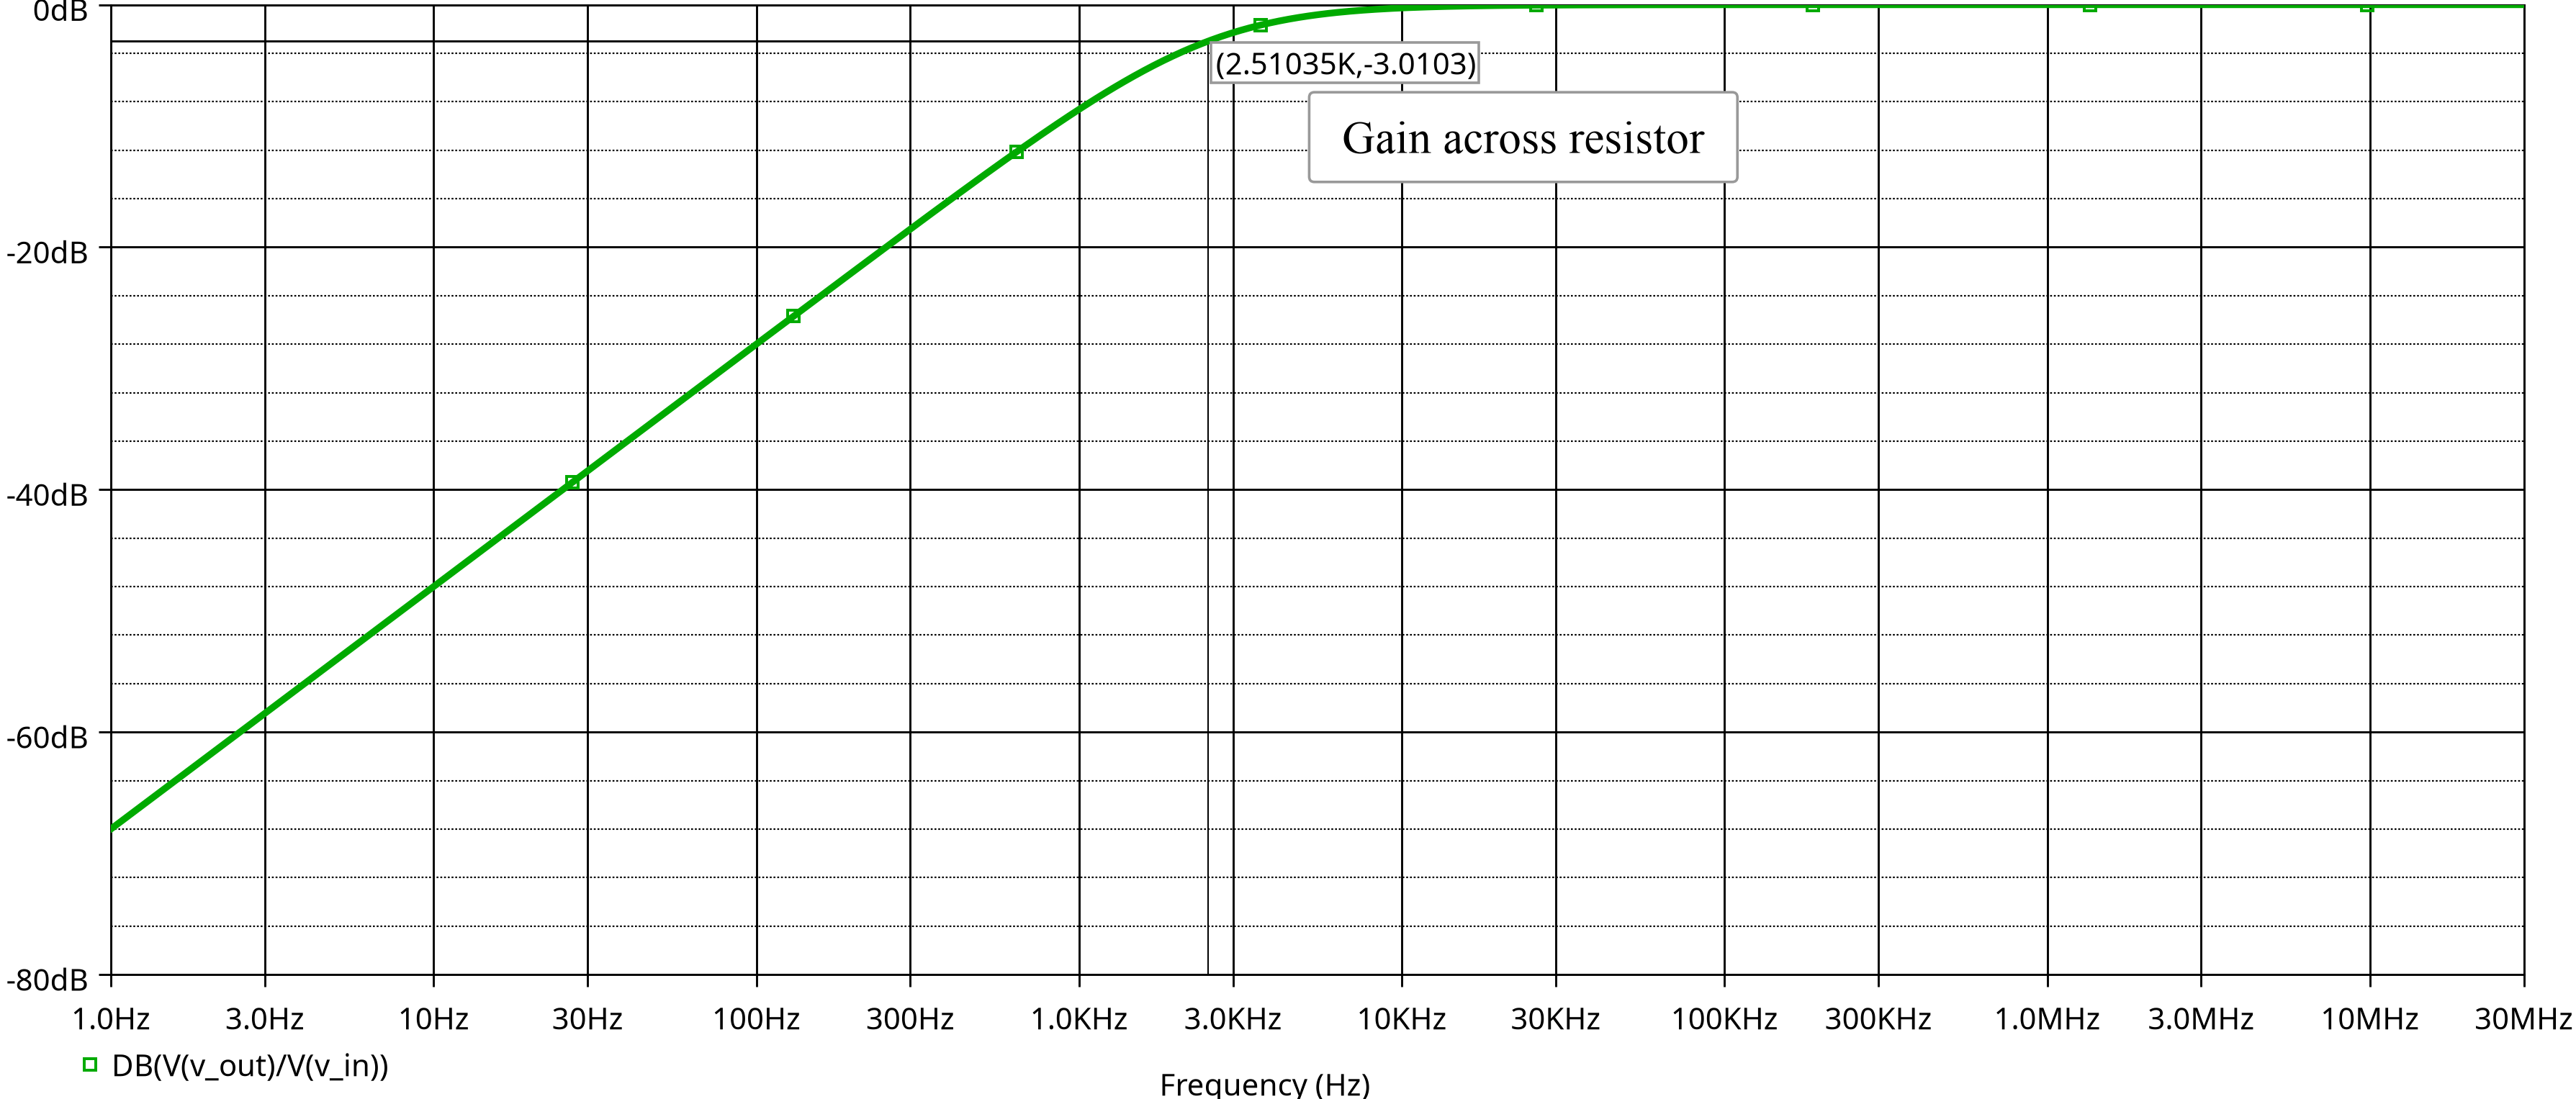 0dB
(2.51035K,-3.0103)
Gain across resistor
-20dB
-40dB
-60dB
-80dB
1.0Hz 3.0Hz 10Hz 30Hz 100Hz 300Hz 1.0KHz 3.0KHz 10KHz 30KHz 100KHz 300KHz 1.0MHz 3.0MHz 10MHz 30MHz
DB(V(v_out)/V(v_in))
Frequency (Hz)